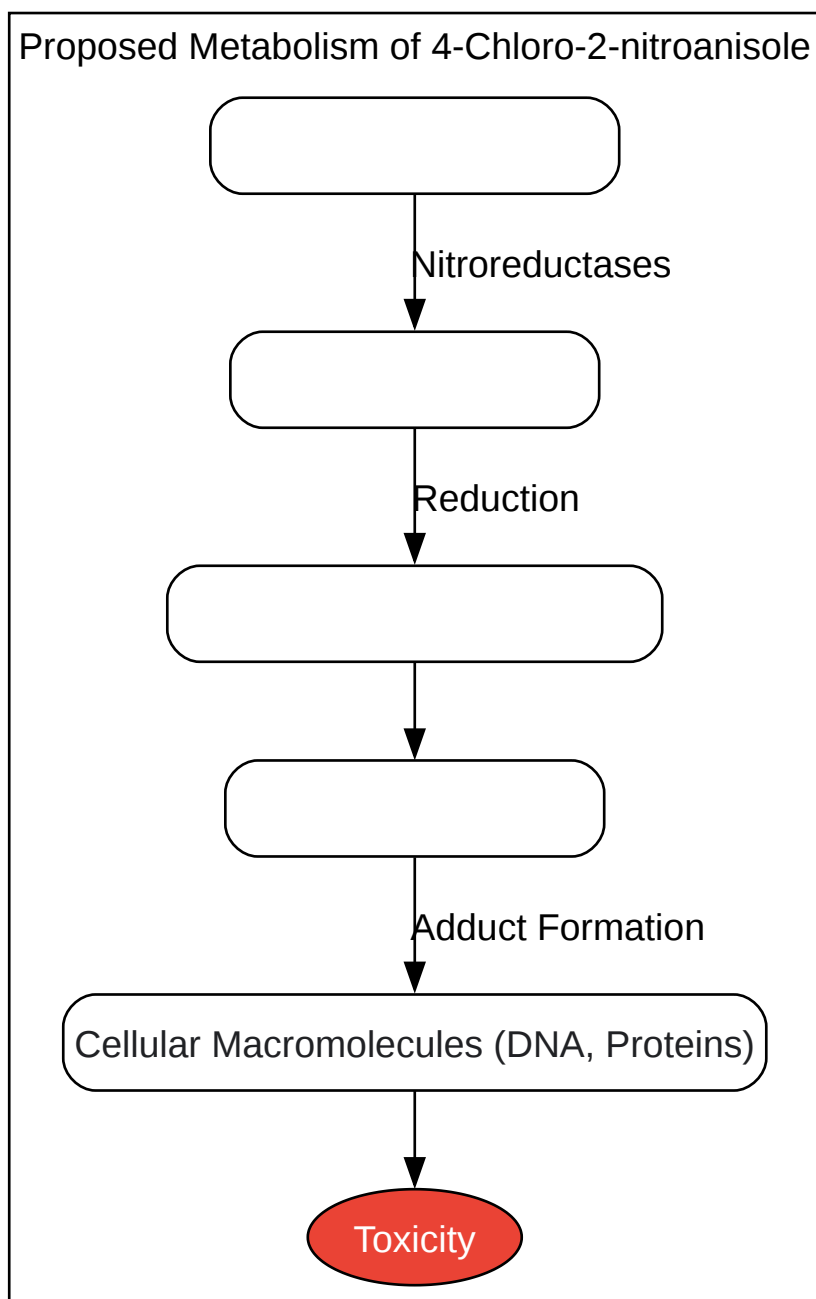 Proposed Metabolism of 4-Chloro-2-nitroanisole
Nitroreductases
Reduction
Adduct Formation
Cellular Macromolecules (DNA, Proteins)
Toxicity